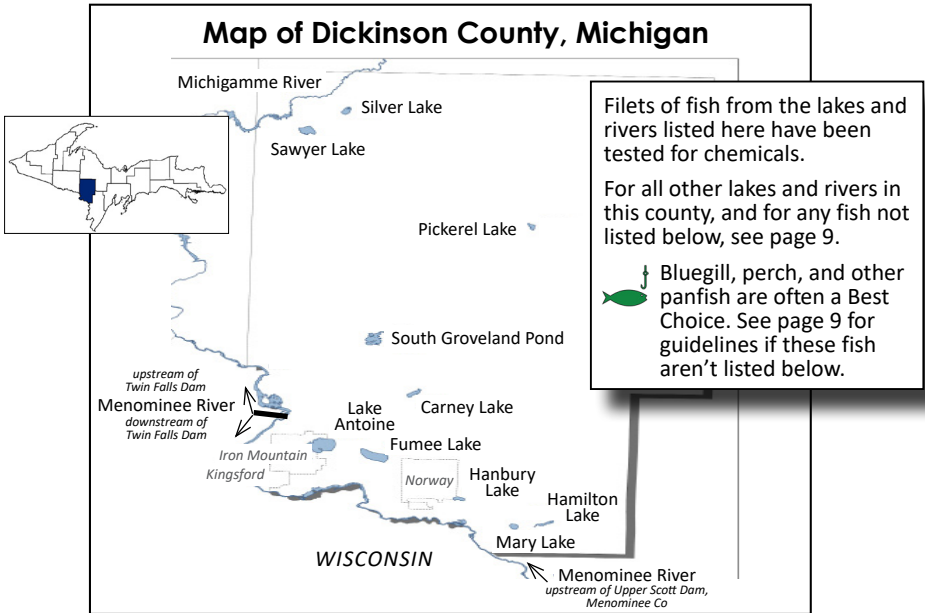 Map of Dickinson County, Michigan
Michigamme River
Silver Lake
Sawyer Lake
Filets of fish from the lakes and
rivers listed here have been
tested for chemicals.
For all other lakes and rivers in
this county, and for any fish not
listed below, see page 9.
Bluegill, perch, and other
panfish are often a Best
Choice. See page 9 for
guidelines if these fish
aren't listed below.
Pickerel Lake
South Groveland Pond
upstream of
Twin Falls Dam
Menominee River
downstream of
Twin Falls Dam
Carney Lake
Lake
Antoine
Fumee Lake
Iron Mountain
Kingsford
Norway
Hanbury
Lake
Hamilton
Lake
Mary Lake
WISCONSIN
Menominee River
upstream of Upper Scott Dam,
Menominee Co